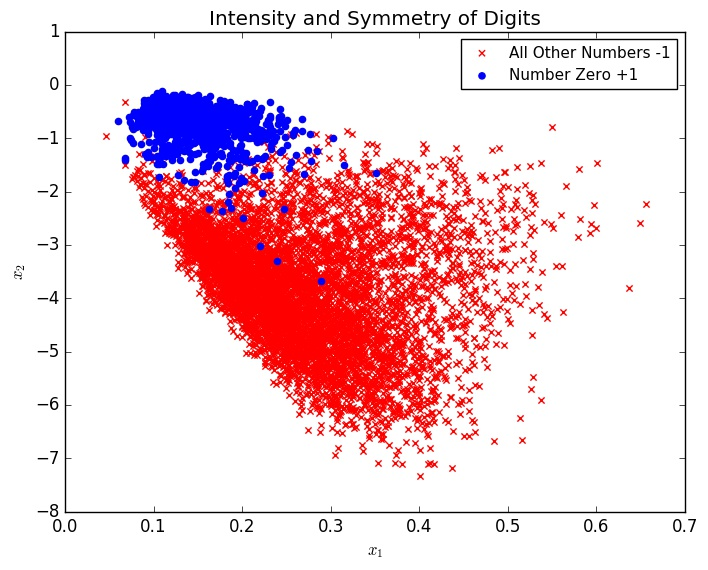 Intensity and Symmetry of Digits
All Other Numbers -1
Number Zero +1
1
0
−1
−2
−3
−4
−5
−6
−7
−8
x2
0.0 0.1 0.2 0.3 0.4 0.5 0.6 0.7
x1